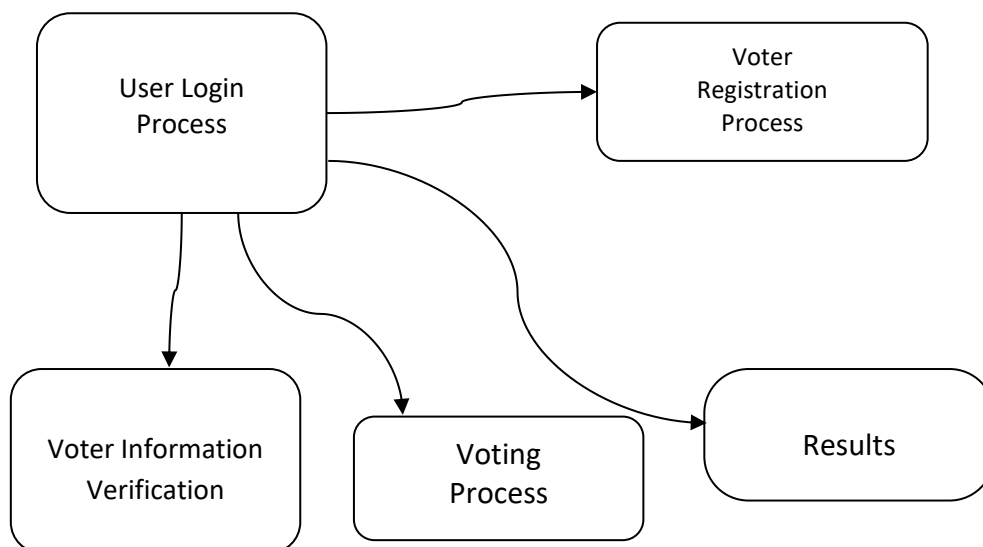 User Login
Process
Voter
Registration
Process
Voter Information
Verification
Voting
Process
Results